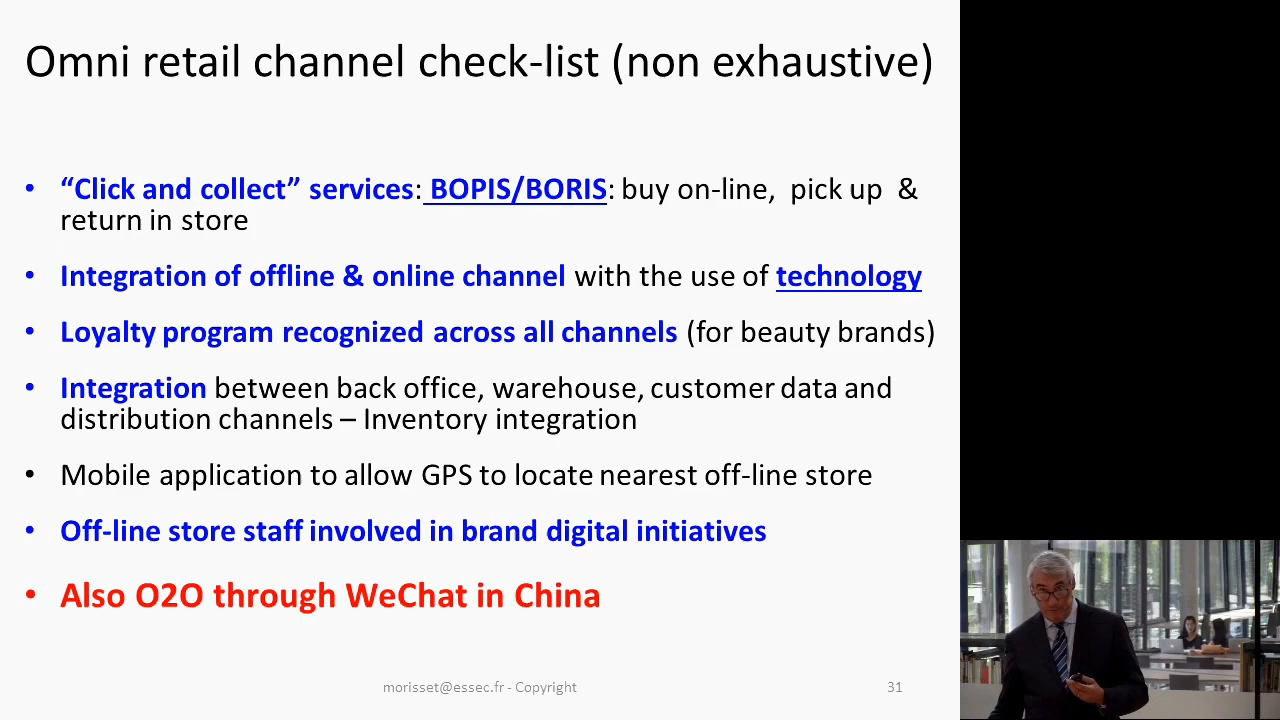 Omni retail channel check-list (non exhaustive)
• “Click and collect” services: BOPIS/BORIS: buy on-line, pick up &
return in store
• Integration of offline & online channel with the use of technology
• Loyalty program recognized across all channels (for beauty brands)
• Integration between back office, warehouse, customer data and
distribution channels – Inventory integration
• Mobile application to allow GPS to locate nearest off-line store
• Off-line store staff involved in brand digital initiatives
• Also O2O through WeChat in China
morisset@essec.fr - Copyright
31